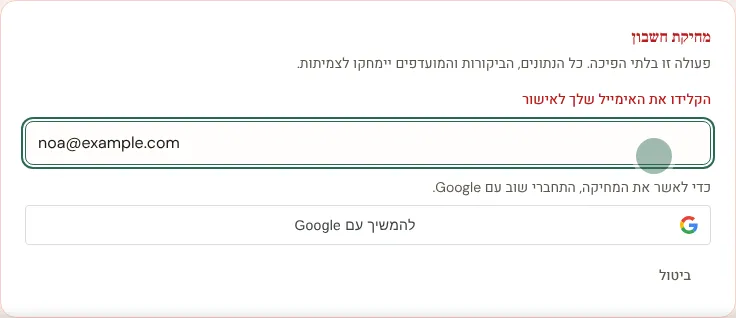 מחיקת חשבון
פעולה זו בלתי הפיכה. כל הנתונים, הביקורות והמועדפים יימחקו לצמיתות.
הקלידו את האימייל שלך לאישור
noa@example.com
כדי לאשר את המחיקה, התחברי שוב עם Google.
להמשיך עם Google
ביטול